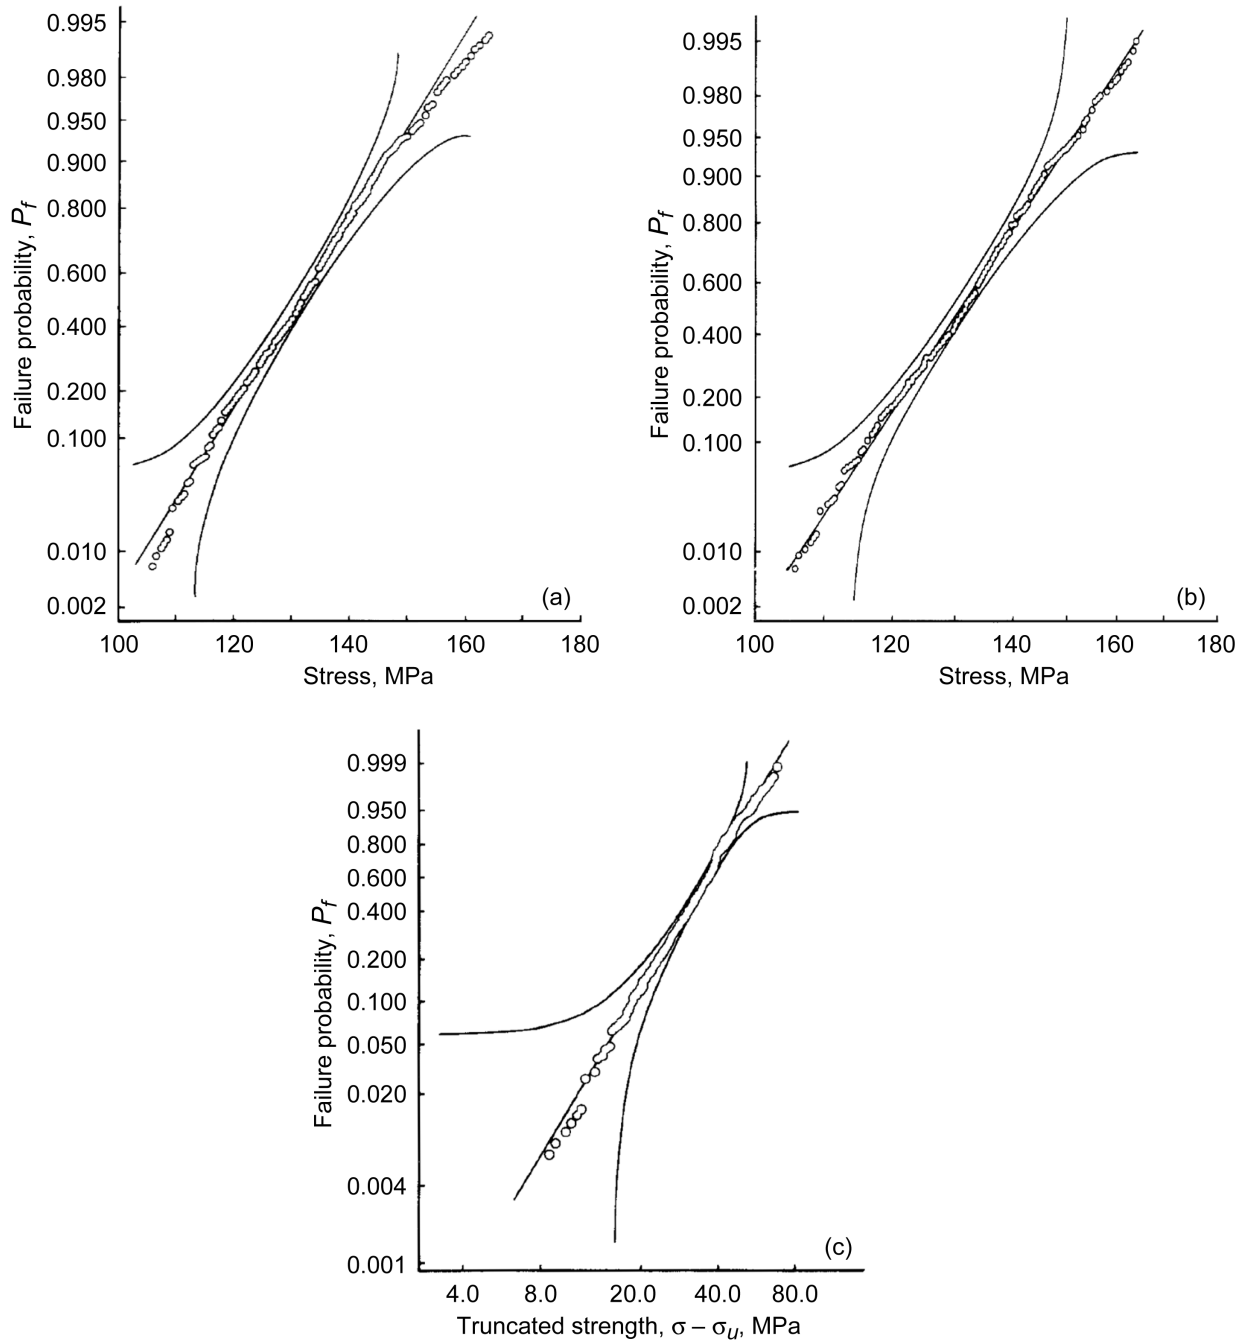 0.995
0.980
0.950
0.900
0.800
0.600
0.400
0.200
0.100
0.010
0.002
Failure probability, Pf
100 120 140 160 180
Stress, MPa
(a)
0.995
0.980
0.950
0.900
0.800
0.600
0.400
0.200
0.100
0.010
0.002
Failure probability, Pf
100 120 140 160 180
Stress, MPa
(b)
0.999
0.950
0.800
0.600
0.400
0.200
0.100
0.050
0.020
0.004
0.001
Failure probability, Pf
4.0 8.0 20.0 40.0 80.0
Truncated strength, σ – σu, MPa
(c)